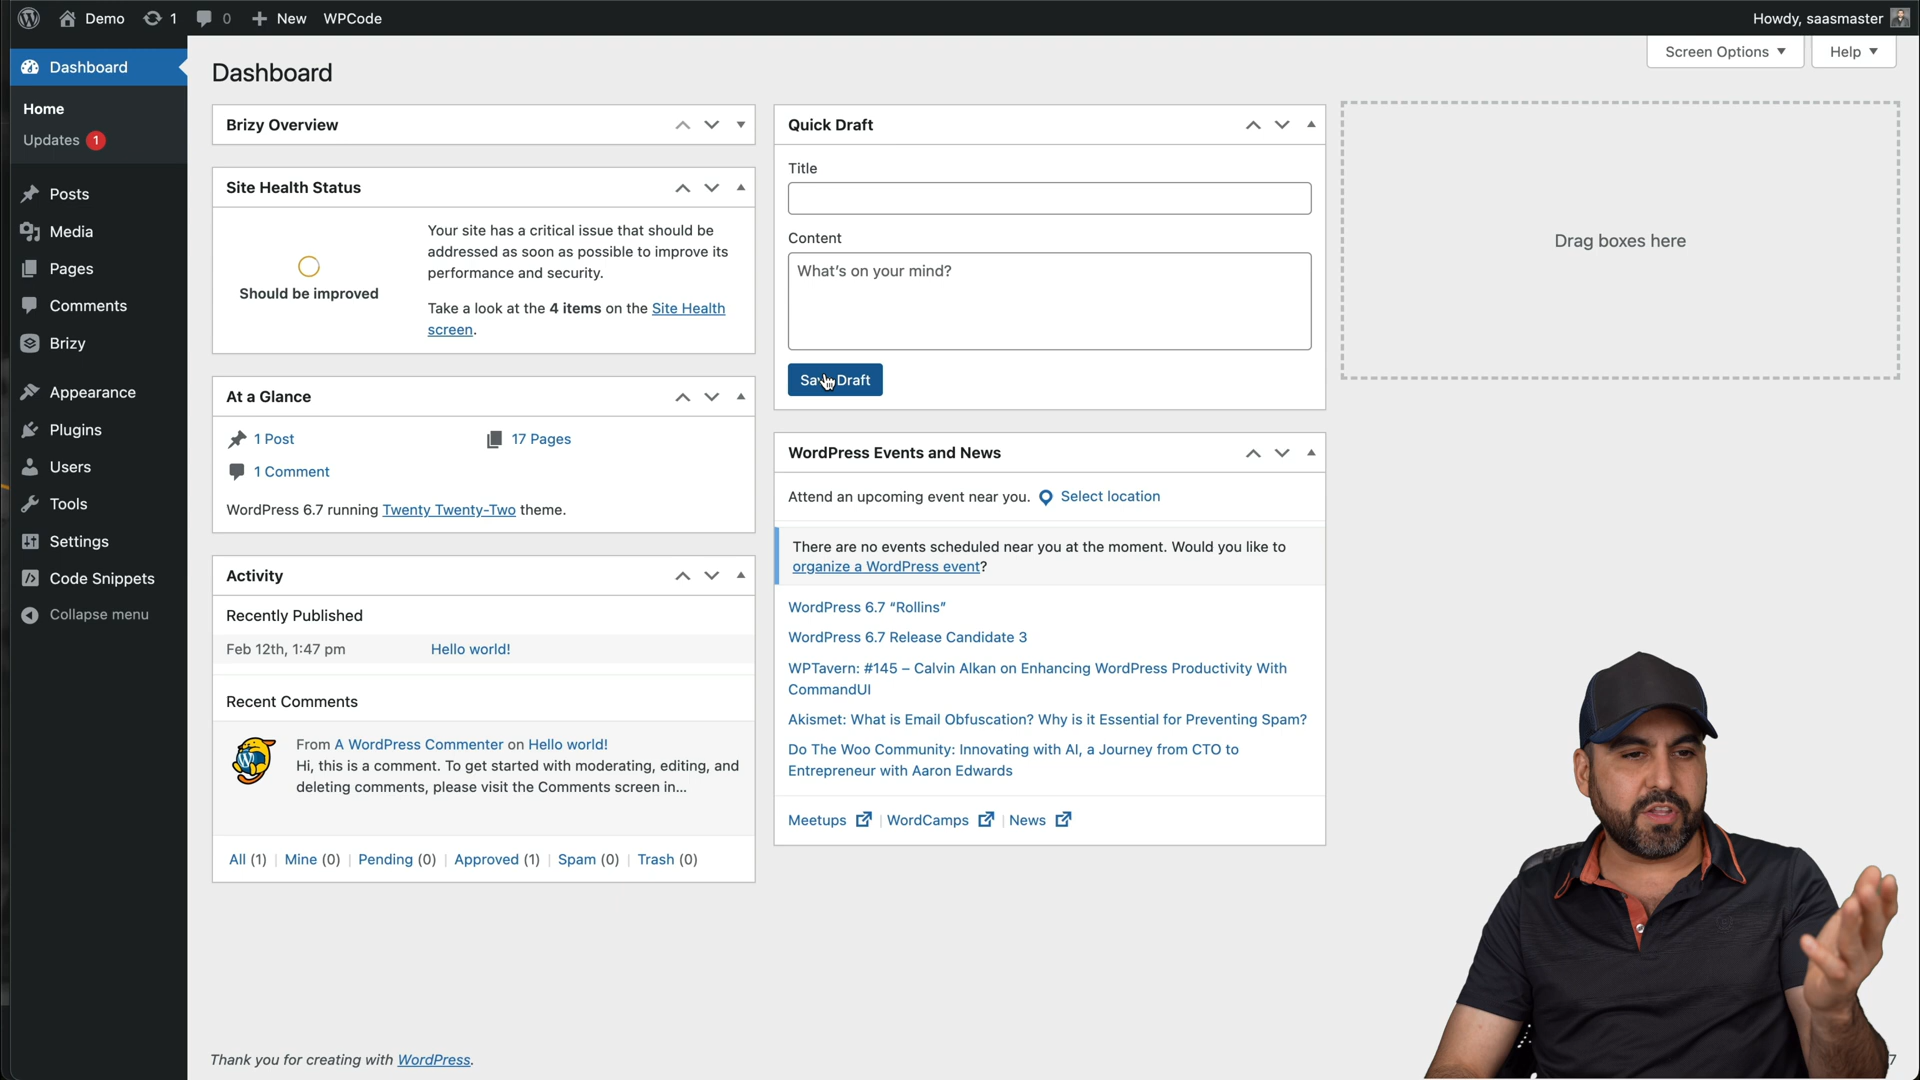 Demo 1 0 New WPCode Howdy, saasmaster
Screen Options Help
Dashboard
Home
Updates 1
Posts
Media
Pages
Comments
Brizy
Appearance
Plugins
Users
Tools
Settings
Code Snippets
Collapse menu
Dashboard
Brizy Overview
Site Health Status
Should be improved
Your site has a critical issue that should be
addressed as soon as possible to improve its
performance and security.
Take a look at the 4 items on the Site Health
screen.
At a Glance
1 Post 17 Pages
1 Comment
WordPress 6.7 running Twenty Twenty-Two theme.
Activity
Recently Published
Feb 12th, 1:47 pm Hello world!
Recent Comments
From A WordPress Commenter on Hello world!
Hi, this is a comment. To get started with moderating, editing, and
deleting comments, please visit the Comments screen in...
All (1) | Mine (0) | Pending (0) | Approved (1) | Spam (0) | Trash (0)
Quick Draft
Title
Content
What's on your mind?
Save Draft
WordPress Events and News
Attend an upcoming event near you. Select location
There are no events scheduled near you at the moment. Would you like to
organize a WordPress event?
WordPress 6.7 “Rollins”
WordPress 6.7 Release Candidate 3
WPTavern: #145 – Calvin Alkan on Enhancing WordPress Productivity With
CommandUI
Akismet: What is Email Obfuscation? Why is it Essential for Preventing Spam?
Do The Woo Community: Innovating with AI, a Journey from CTO to
Entrepreneur with Aaron Edwards
Meetups | WordCamps | News
Drag boxes here
Thank you for creating with WordPress.
7